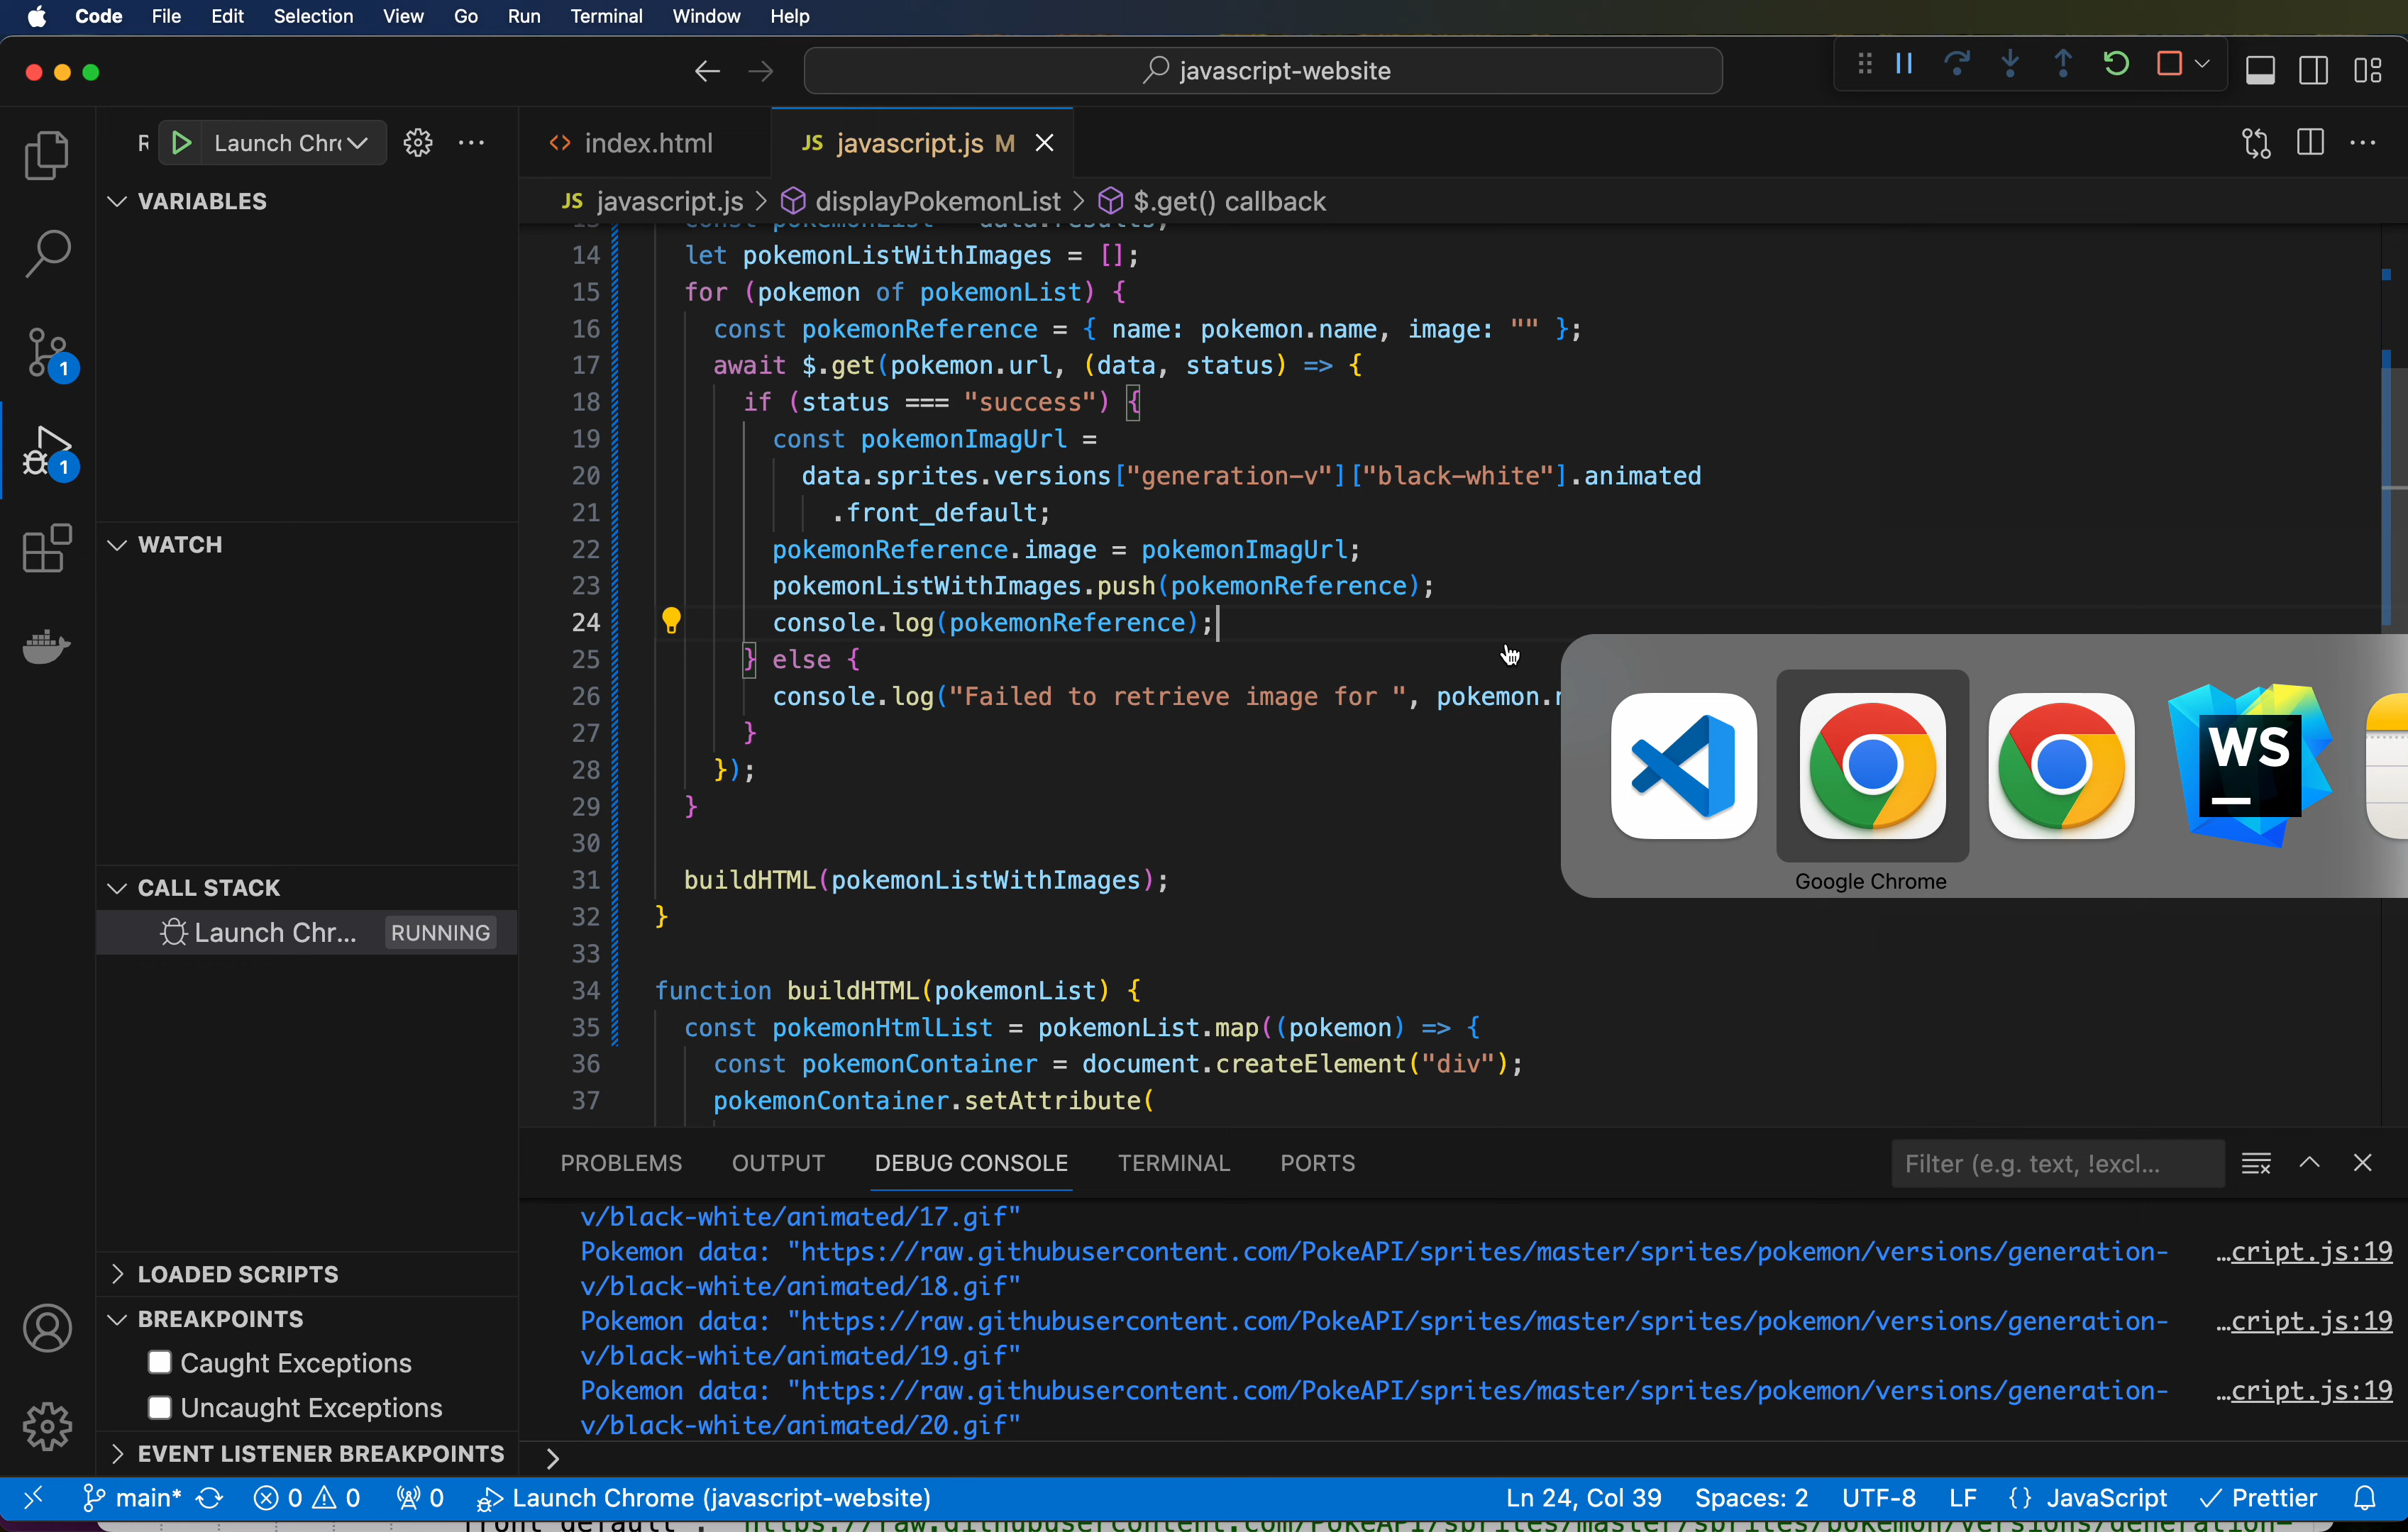 Code File Edit Selection View Go Run Terminal Window Help
javascript-website
Launch Chr
index.html
JS javascript.js M
JS javascript.js > displayPokemonList > $.get() callback
VARIABLES
WATCH
CALL STACK
Launch Chr... RUNNING
LOADED SCRIPTS
BREAKPOINTS
Caught Exceptions
Uncaught Exceptions
EVENT LISTENER BREAKPOINTS
13 const pokemonList = data.results;
14 let pokemonListWithImages = [];
15 for (pokemon of pokemonList) {
16 const pokemonReference = { name: pokemon.name, image: "" };
17 await $.get(pokemon.url, (data, status) => {
18 if (status === "success") {
19 const pokemonImagUrl =
20 data.sprites.versions["generation-v"]["black-white"].animated
21 .front_default;
22 pokemonReference.image = pokemonImagUrl;
23 pokemonListWithImages.push(pokemonReference);
24 console.log(pokemonReference);
25 } else {
26 console.log("Failed to retrieve image for ", pokemon.
27 }
28 });
29 }
30
31 buildHTML(pokemonListWithImages);
32 }
33
34 function buildHTML(pokemonList) {
35 const pokemonHtmlList = pokemonList.map((pokemon) => {
36 const pokemonContainer = document.createElement("div");
37 pokemonContainer.setAttribute(
WS
Google Chrome
PROBLEMS OUTPUT DEBUG CONSOLE TERMINAL PORTS
Filter (e.g. text, !excl...
v/black-white/animated/17.gif"
Pokemon data: "https://raw.githubusercontent.com/PokeAPI/sprites/master/sprites/pokemon/versions/generation- …cript.js:19
v/black-white/animated/18.gif"
Pokemon data: "https://raw.githubusercontent.com/PokeAPI/sprites/master/sprites/pokemon/versions/generation- …cript.js:19
v/black-white/animated/19.gif"
Pokemon data: "https://raw.githubusercontent.com/PokeAPI/sprites/master/sprites/pokemon/versions/generation- …cript.js:19
v/black-white/animated/20.gif"
>
main* 0 0 0 Launch Chrome (javascript-website) Ln 24, Col 39 Spaces: 2 UTF-8 LF {} JavaScript Prettier
1
1